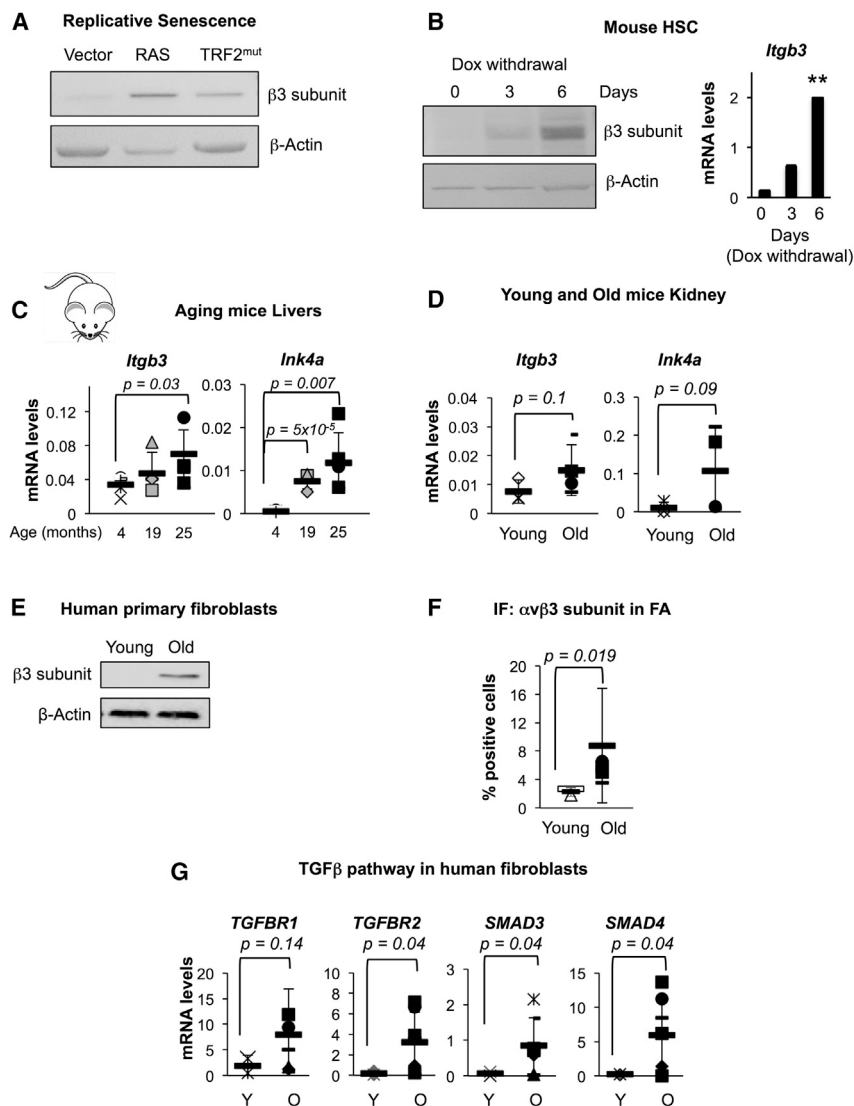 A Replicative Senescence
Vector RAS TRF2mut
β3 subunit
β-Actin
B Mouse HSC
Dox withdrawal
0 3 6 Days
β3 subunit
β-Actin
Itgb3
**
mRNA levels
2
1
0
0 3 6
Days
(Dox withdrawal)
C Aging mice Livers
Itgb3
p = 0.03
mRNA levels
0.12
0.08
0.04
0
Ink4a
p = 0.007
p = 5x10-5
0.03
0.02
0.01
0
Age (months) 4 19 25 4 19 25
D Young and Old mice Kidney
Itgb3
p = 0.1
mRNA levels
0.04
0.03
0.02
0.01
0
Young Old
Ink4a
p = 0.09
0.3
0.2
0.1
0
Young Old
E Human primary fibroblasts
Young Old
β3 subunit
β-Actin
F IF: αvβ3 subunit in FA
p = 0.019
% positive cells
20
16
12
8
4
0
Young Old
G TGFβ pathway in human fibroblasts
TGFBR1
p = 0.14
mRNA levels
20
15
10
5
0
Y O
TGFBR2
p = 0.04
10
8
6
4
2
0
Y O
SMAD3
p = 0.04
3
2
1
0
Y O
SMAD4
p = 0.04
15
10
5
0
Y O